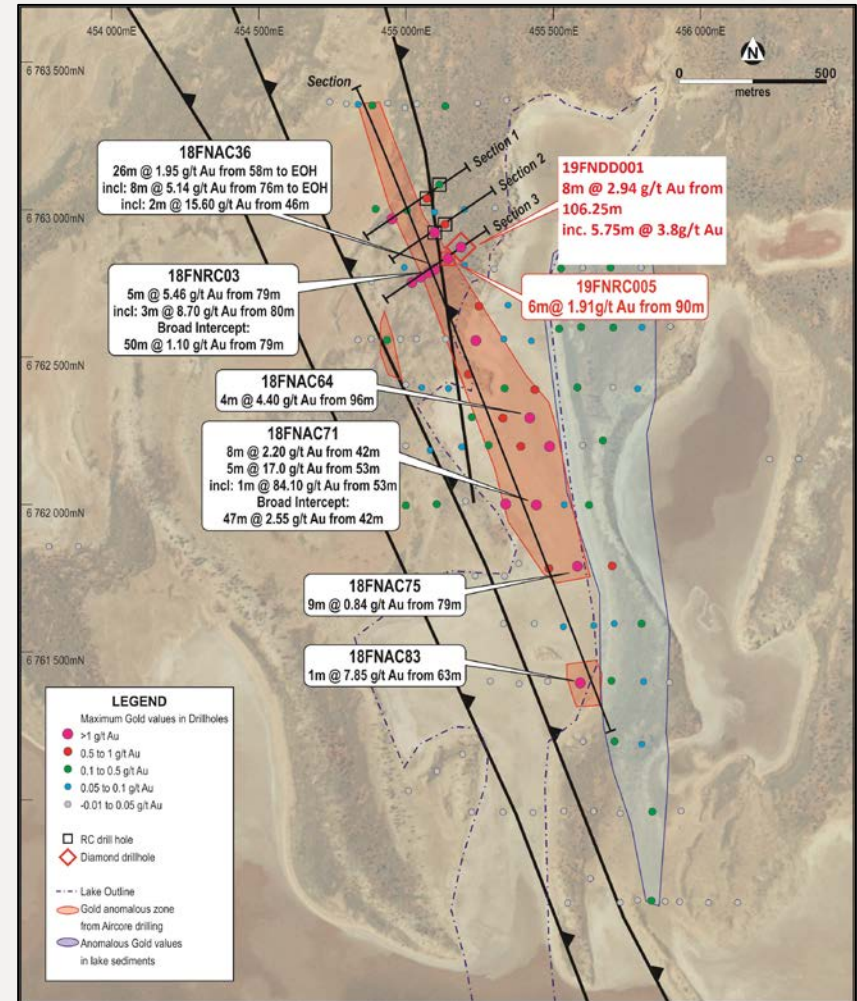 454 000mE
454 500mE
455 000mE
455 500mE
456 000mE
6 763 500mN
N
0
500
metres
Section
18FNAC36
26m @ 1.95 g/t Au from 58m to EOH
incl: 8m @ 5.14 g/t Au from 76m to EOH
incl: 2m @ 15.60 g/t Au from 46m
Section 1
Section 2
Section 3
19FNDD001
8m @ 2.94 g/t Au from
106.25m
inc. 5.75m @ 3.8g/t Au
6 763 000mN
18FNRC03
5m @ 5.46 g/t Au from 79m
incl: 3m @ 8.70 g/t Au from 80m
Broad Intercept:
50m @ 1.10 g/t Au from 79m
19FNRC005
6m@ 1.91g/t Au from 90m
6 762 500mN
18FNAC64
4m @ 4.40 g/t Au from 96m
18FNAC71
8m @ 2.20 g/t Au from 42m
5m @ 17.0 g/t Au from 53m
incl: 1m @ 84.10 g/t Au from 53m
Broad Intercept:
47m @ 2.55 g/t Au from 42m
6 762 000mN
18FNAC75
9m @ 0.84 g/t Au from 79m
6 761 500mN
18FNAC83
1m @ 7.85 g/t Au from 63m
LEGEND
Maximum Gold values in Drillholes
>1 g/t Au
0.5 to 1 g/t Au
0.1 to 0.5 g/t Au
0.05 to 0.1 g/t Au
-0.01 to 0.05 g/t Au
RC drill hole
Diamond drillhole
Lake Outline
Gold anomalous zone
from Aircore drilling
Anomalous Gold values
in lake sediments